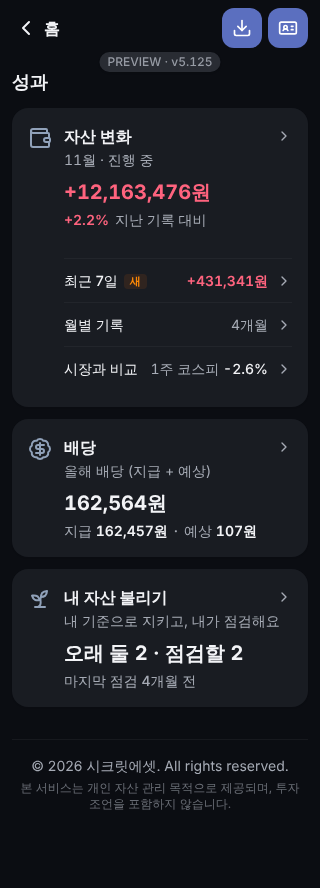 홈
PREVIEW · v5.125
성과
자산 변화
11월 · 진행 중
+12,163,476원
+2.2% 지난 기록 대비
최근 7일 새 +431,341원
월별 기록 4개월
시장과 비교 1주 코스피 -2.6%
배당
올해 배당 (지급 + 예상)
162,564원
지급 162,457원 · 예상 107원
내 자산 불리기
내 기준으로 지키고, 내가 점검해요
오래 둘 2 · 점검할 2
마지막 점검 4개월 전
© 2026 시크릿에셋. All rights reserved.
본 서비스는 개인 자산 관리 목적으로 제공되며, 투자
조언을 포함하지 않습니다.